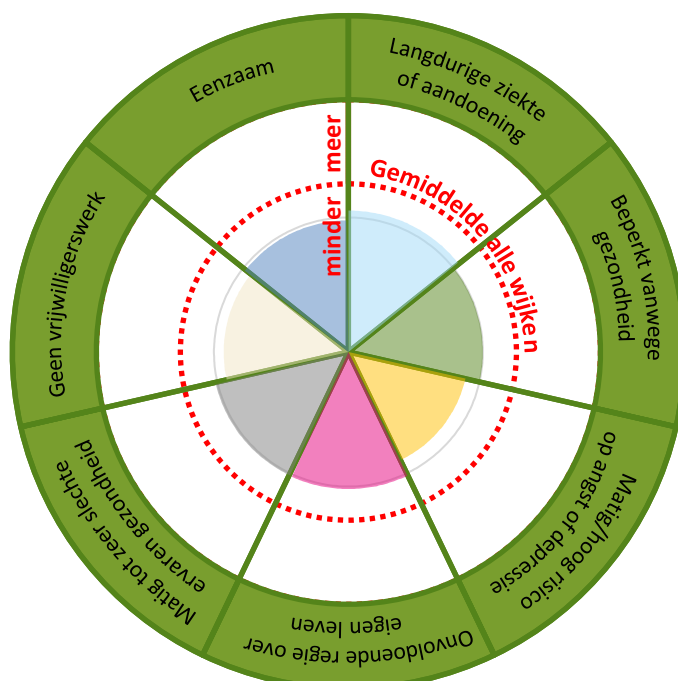 Langdurige ziekte
of aandoening
Beperkt vanwege
gezondheid
Matig/hoog risico
op angst of depressie
Onvoldoende regie over
eigen leven
Matig tot zeer slechte
ervaren gezondheid
Geen vrijwilligerswerk
Eenzaam
meer
minder
Gemiddelde alle wijken